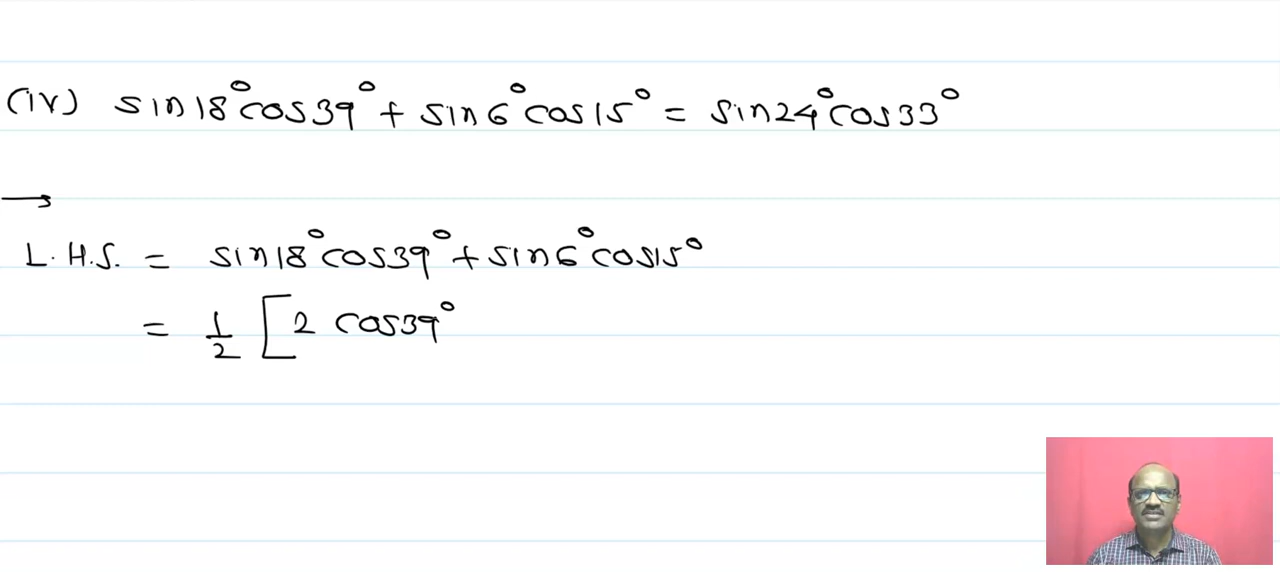 (iv) sin18°cos39° + sin6°cos15° = sin24°cos33°
→
L.H.S. = sin18°cos39° + sin6°cos15°
= 1/2 [2 cos39°